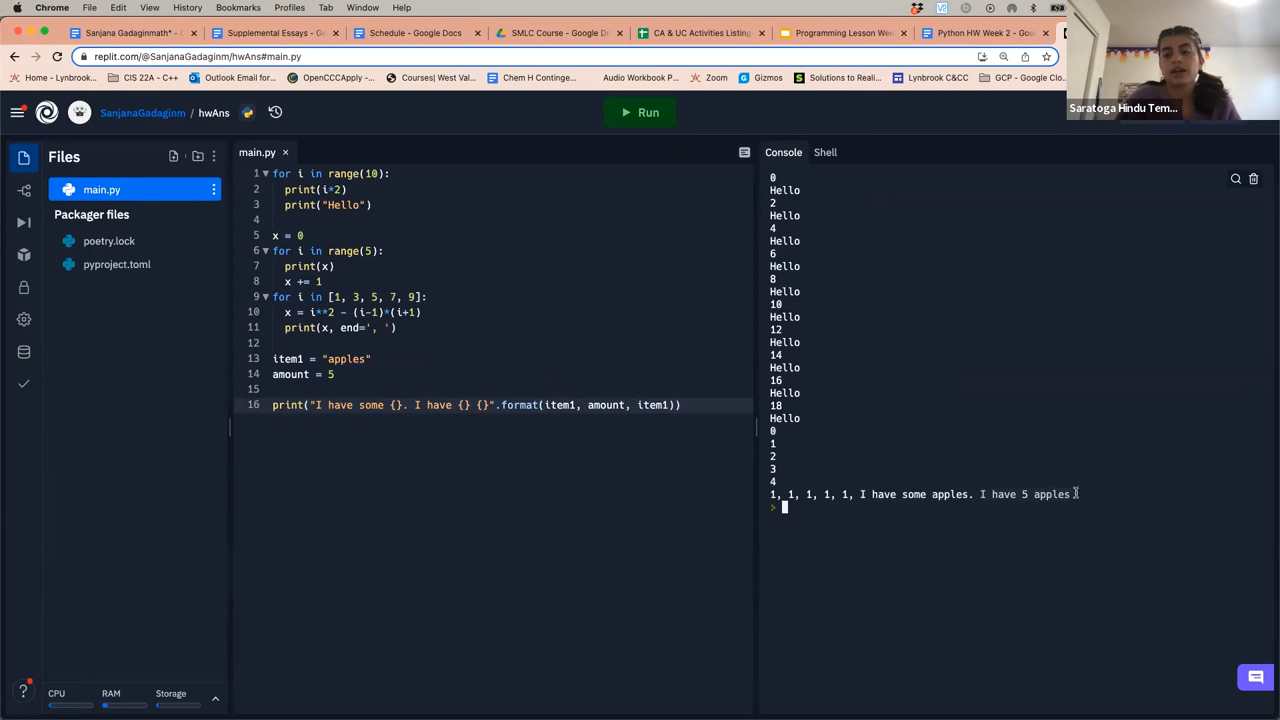 Chrome File Edit View History Bookmarks Profiles Tab Window Help
Sanjana Gadaginmath* - Eng × Supplemental Essays - Google × Schedule - Google Docs × SMLC Course - Google Drive × CA & UC Activities Listing × Programming Lesson Week × Python HW Week 2 -
replit.com/@SanjanaGadaginm/hwAns#main.py
Home - Lynbrook... CIS 22A - C++ Outlook Email for... OpenCCCApply -... Courses| West Val... Chem H Continge... Audio Workbook P... Zoom Gizmos Solutions to Reali... Lynbrook C&CC GCP - Google Clo...
Saratoga Hindu Tem...
SanjanaGadaginm / hwAns
Run
Files
main.py
Packager files
poetry.lock
pyproject.toml
CPU RAM Storage
main.py ×
1 for i in range(10):
2 print(i*2)
3 print("Hello")
4
5 x = 0
6 for i in range(5):
7 print(x)
8 x += 1
9 for i in [1, 3, 5, 7, 9]:
10 x = i**2 - (i-1)*(i+1)
11 print(x, end=', ')
12
13 item1 = "apples"
14 amount = 5
15
16 print("I have some {}. I have {} {}".format(item1, amount, item1))
Console Shell
0
Hello
2
Hello
4
Hello
6
Hello
8
Hello
10
Hello
12
Hello
14
Hello
16
Hello
18
Hello
0
1
2
3
4
1, 1, 1, 1, 1, I have some apples. I have 5 apples
>